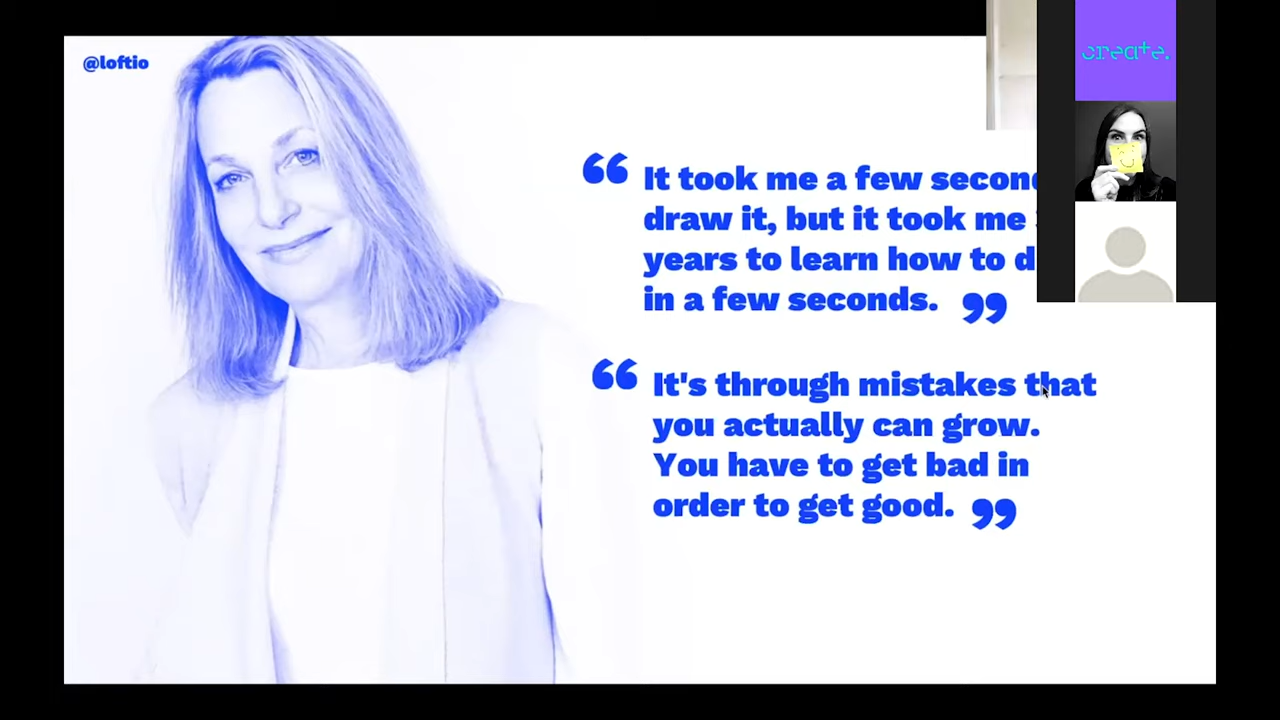 @loftio
create.
“ It took me a few
draw it, but it took me
years to learn how to
in a few seconds. ”
“ It's through mistakes that
you actually can grow.
You have to get bad in
order to get good. ”